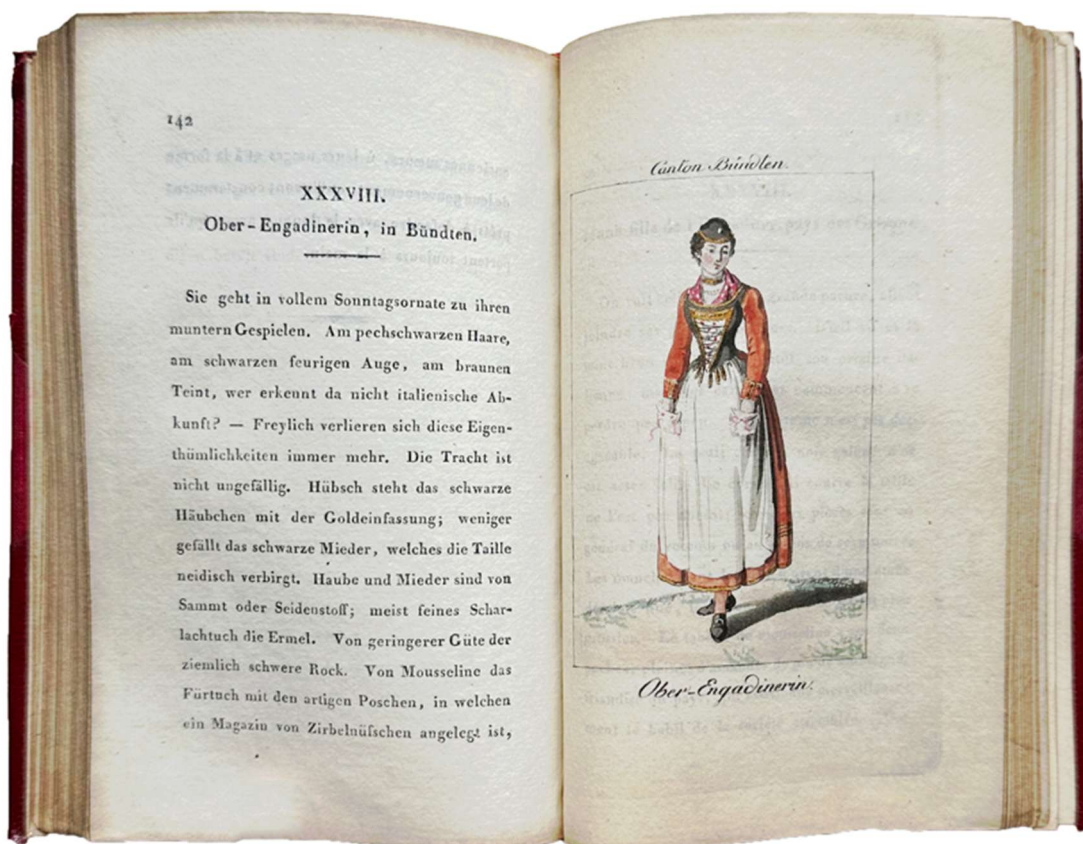 142
XXXVIII.
Ober-Engadinerin, in Bündten.
Sie geht in vollem Sonntagsornate zu ihren
muntern Gespielen. Am pechschwarzen Haare,
am schwarzen feurigen Auge, am braunen
Teint, wer erkennt da nicht italienische Ab-
kunft? — Freylich verlieren sich diese Eigen-
thümlichkeiten immer mehr. Die Tracht ist
nicht ungefällig. Hübsch steht das schwarze
Häubchen mit der Goldeinfassung; weniger
gefällt das schwarze Mieder, welches die Taille
neidisch verbirgt. Haube und Mieder sind von
Sammt oder Seidenstoff; meist feines Schar-
lachtuch die Ermel. Von geringerer Güte der
ziemlich schwere Rock. Von Mousseline das
Fürtuch mit den artigen Poschen, in welchen
ein Magazin von Zirbelnüfschen angelegt ist,
Canton Bündten.
Ober-Engadinerin.